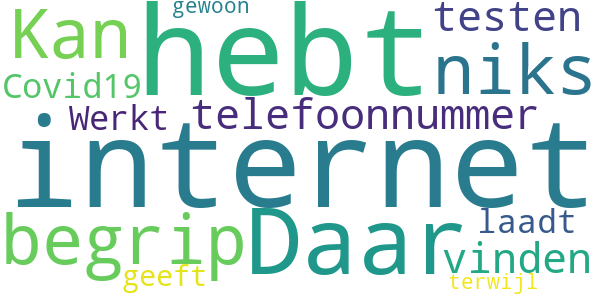 gewoon
Kan hebt testen
Covid19 niks
Werkt telefoonnummer
internet
begrip Daar laadt
vinden
geeft terwijl